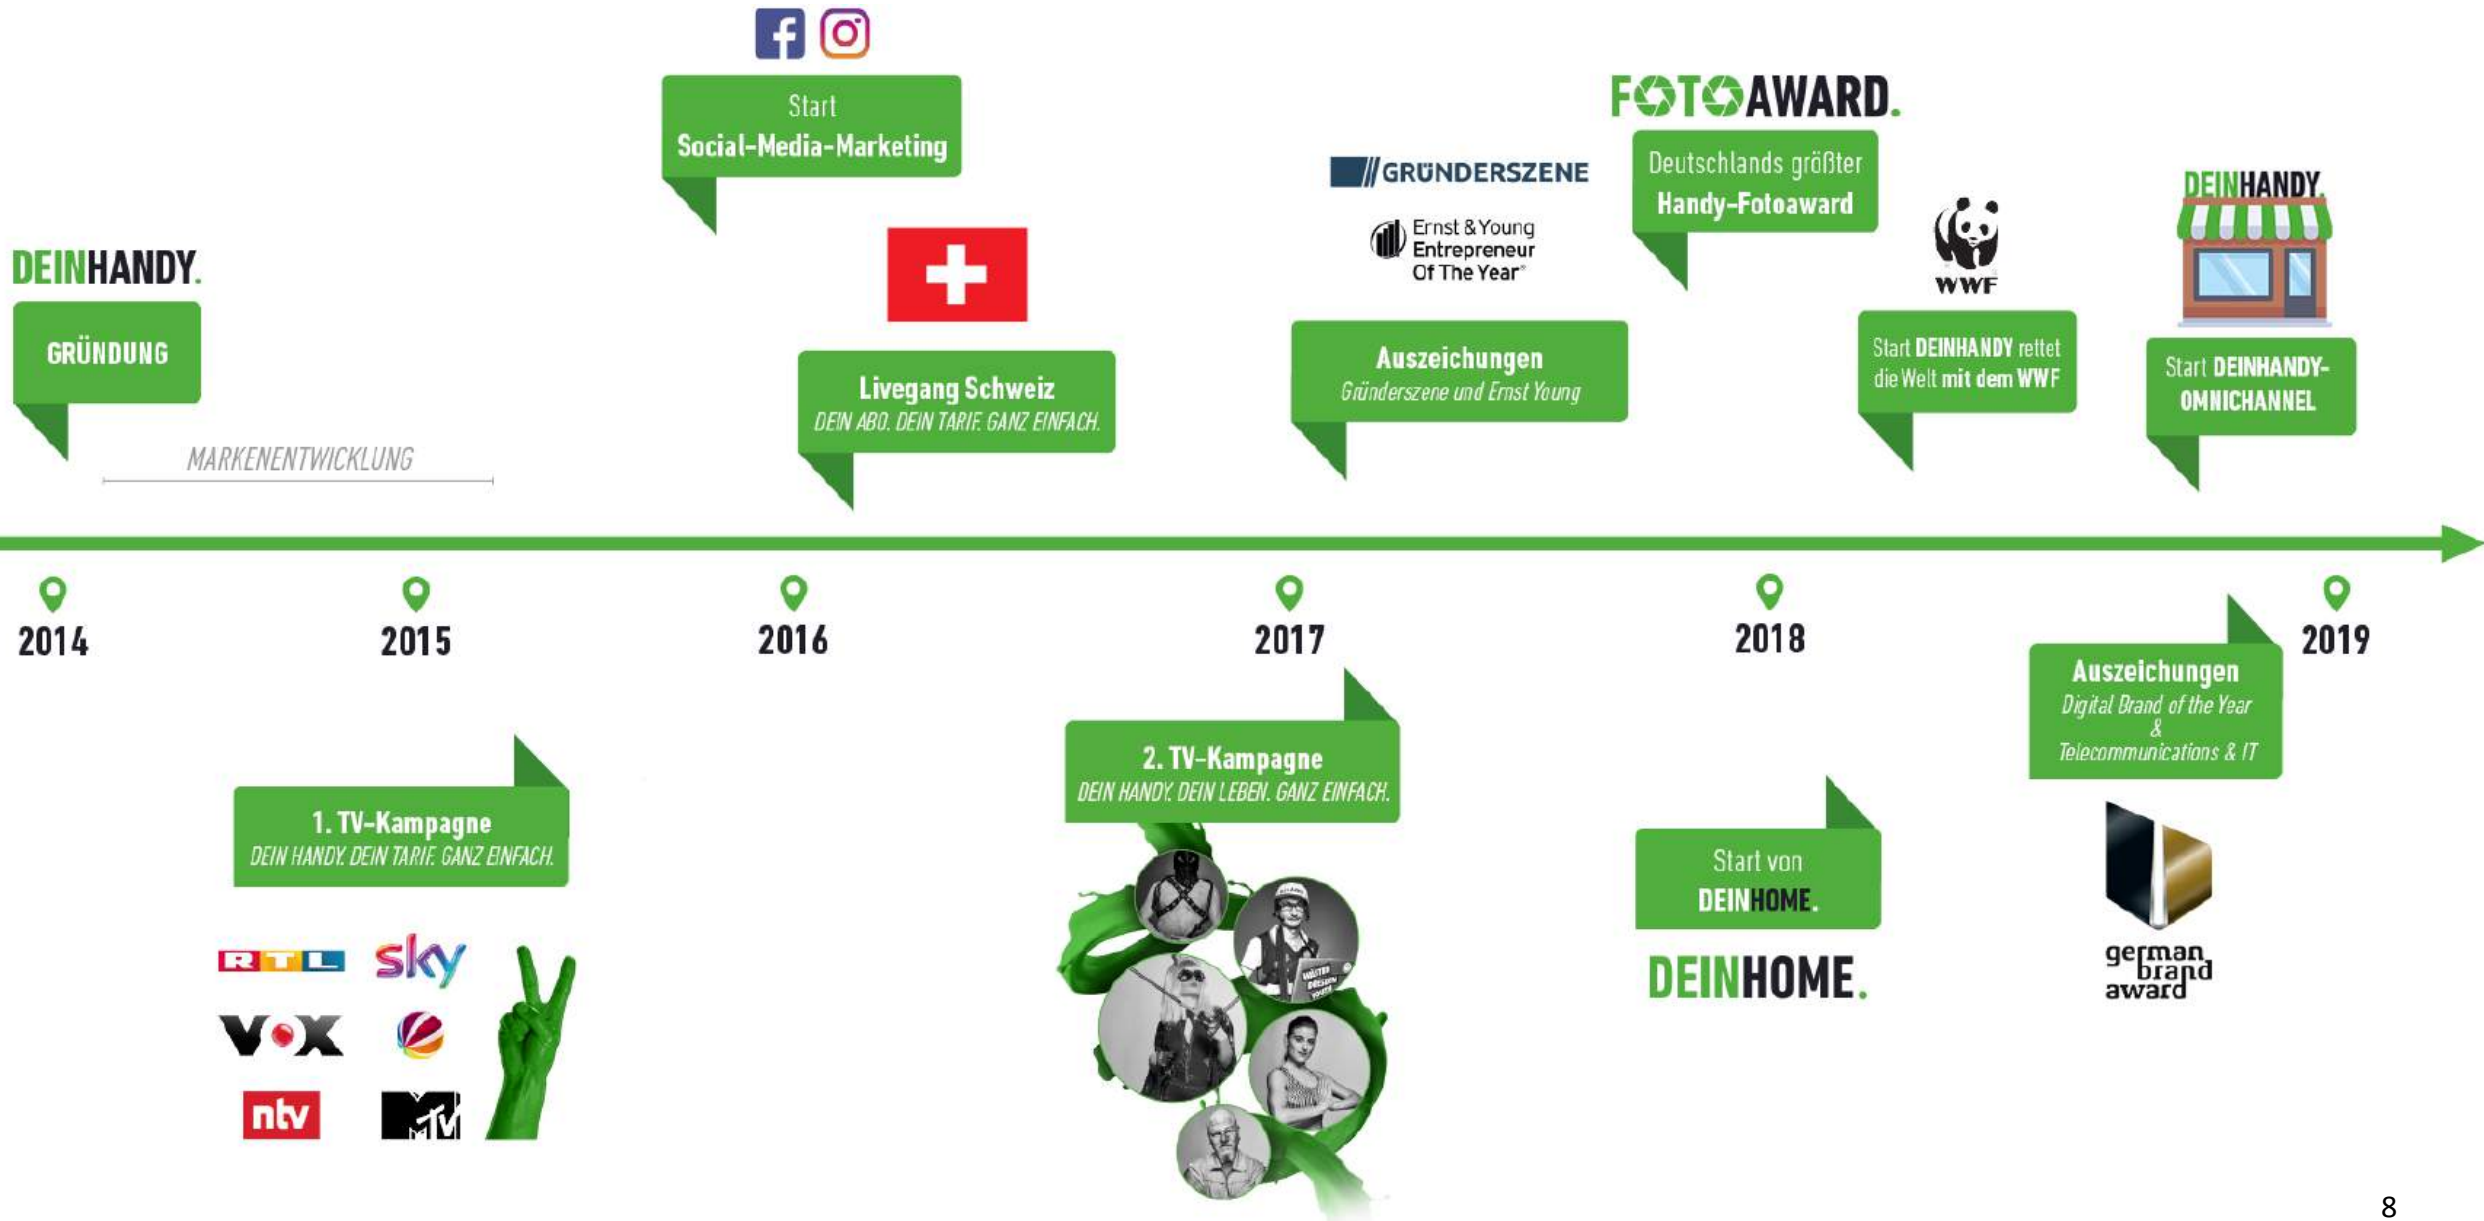 Start
Social-Media-Marketing
FOTOAWARD.
Deutschlands größter
Handy-Fotoaward
GRÜNDERSZENE
Ernst & Young
Entrepreneur
Of The Year®
Auszeichungen
Gründerszene und Ernst Young
WWF
Start DEINHANDY rettet
die Welt mit dem WWF
DEINHANDY.
Start DEINHANDY-
OMNICHANNEL
DEINHANDY.
GRÜNDUNG
MARKENENTWICKLUNG
Livegang Schweiz
DEIN ABO. DEIN TARIF. GANZ EINFACH.
2014
2015
2016
2017
2018
2019
1. TV-Kampagne
DEIN HANDY. DEIN TARIF. GANZ EINFACH.
RTL
sky
VOX
ntv
MTV
2. TV-Kampagne
DEIN HANDY. DEIN LEBEN. GANZ EINFACH.
Start von
DEINHOME.
DEINHOME.
Auszeichungen
Digital Brand of the Year
&
Telecommunications & IT
german
brand
award
8